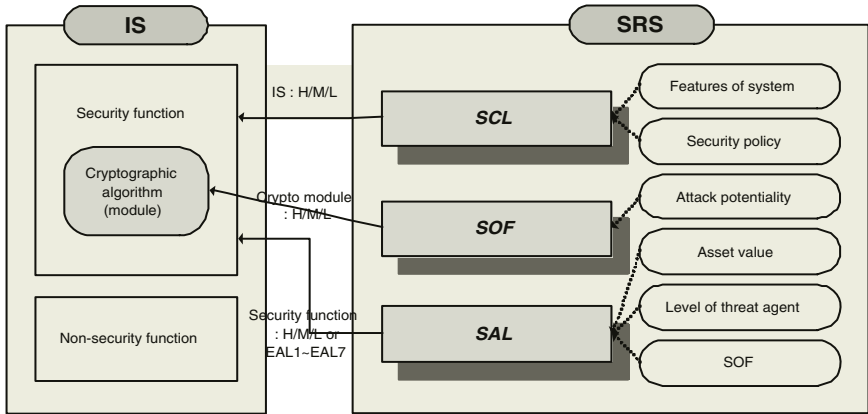 IS
SRS
Security function
Cryptographic
algorithm
(module)
Non-security function
IS : H/M/L
Crypto module
: H/M/L
Security function
: H/M/L or
EAL1~EAL7
SCL
SOF
SAL
Features of system
Security policy
Attack potentiality
Asset value
Level of threat agent
SOF